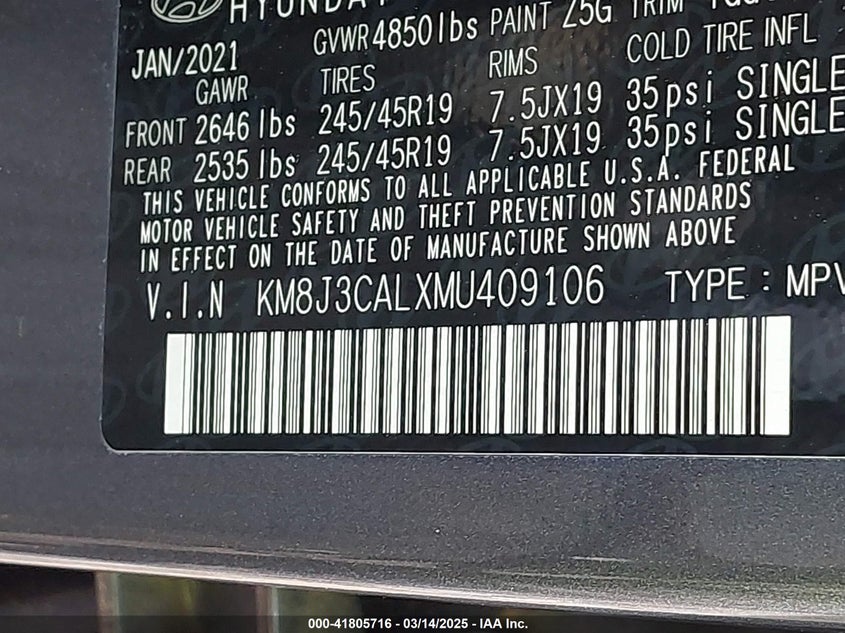 HYUNDAI
JAN/2021 GVWR 4850lbs PAINT Z5G TRIM
GAWR TIRES RIMS COLD TIRE INFL
FRONT 2646 lbs 245/45R19 7.5JX19 35psi SINGLE
REAR 2535 lbs 245/45R19 7.5JX19 35psi SINGLE
THIS VEHICLE CONFORMS TO ALL APPLICABLE U.S.A. FEDERAL
MOTOR VEHICLE SAFETY AND THEFT PREVENTION STANDARDS
IN EFFECT ON THE DATE OF MANUFACTURE SHOWN ABOVE
V.I.N KM8J3CALXMU409106 TYPE : MPV
000-41805716 - 03/14/2025 - IAA Inc.